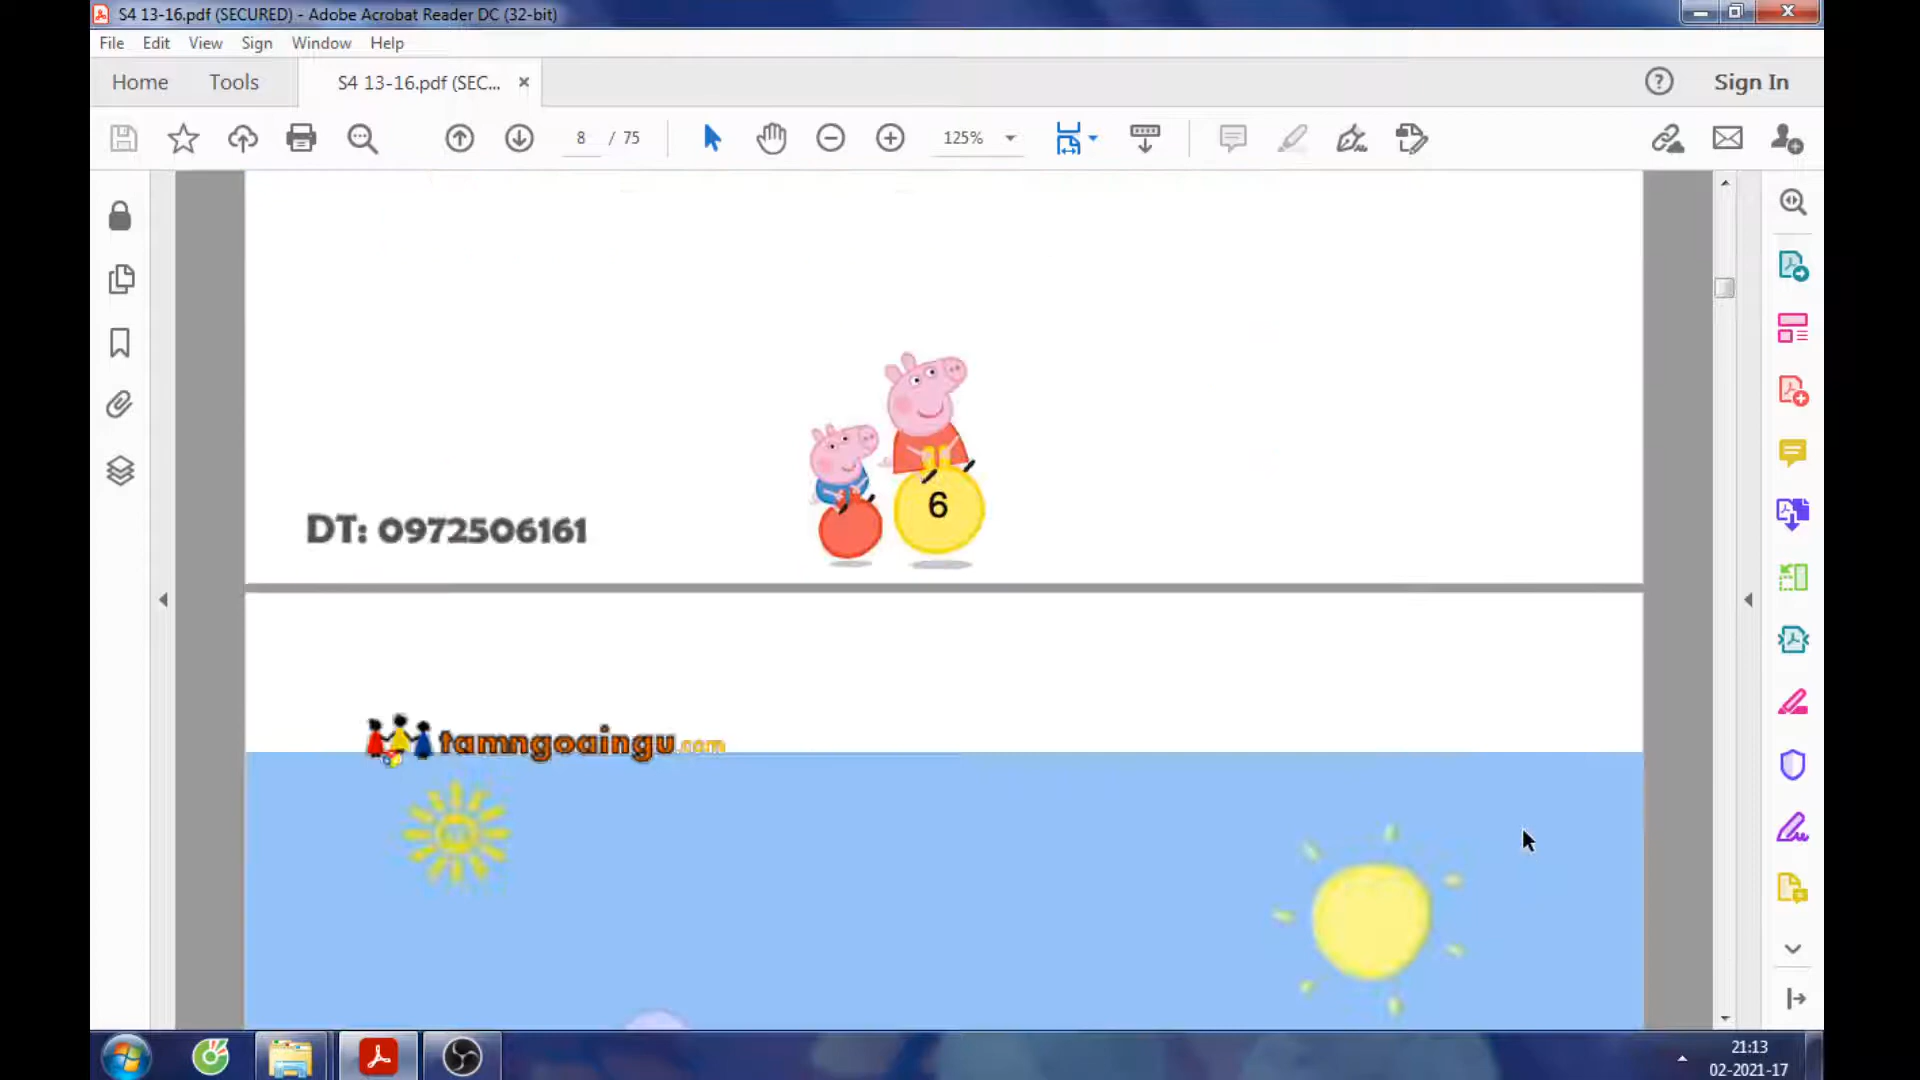 S4 13-16.pdf (SECURED) - Adobe Acrobat Reader DC (32-bit)
File Edit View Sign Window Help
Home Tools S4 13-16.pdf (SEC... × Sign In
8 / 75 125%
6
DT: 0972506161
tamngoaingu.com
21:13
02-2021-17